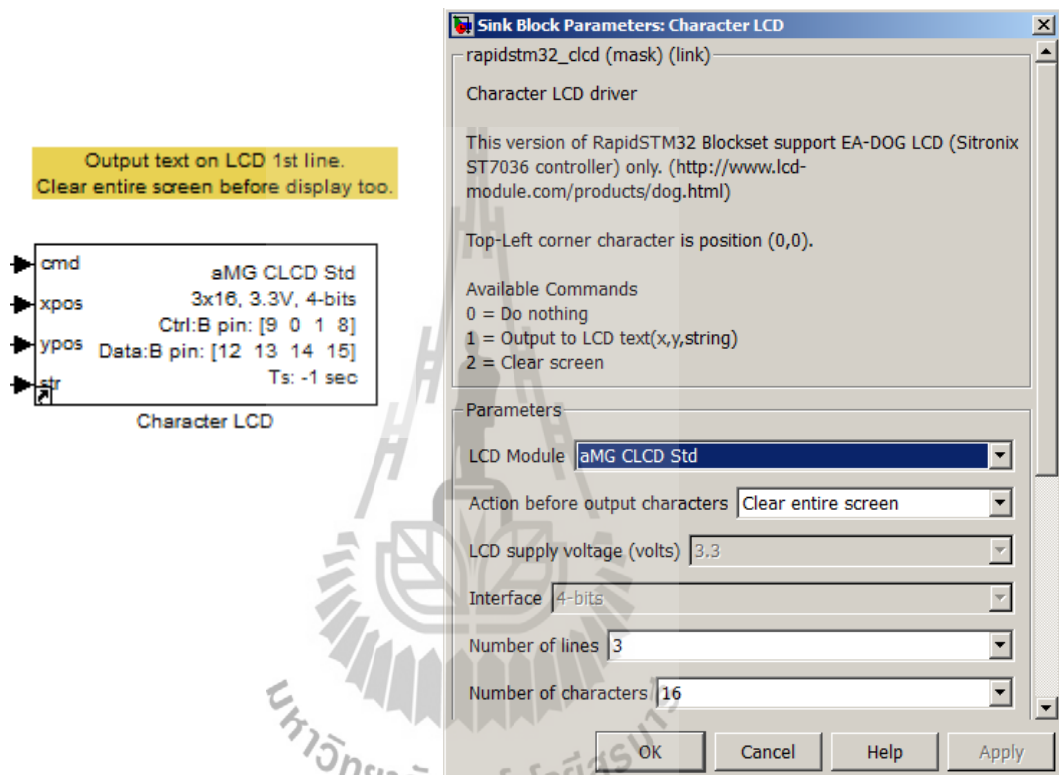 Output text on LCD 1st line.
Clear entire screen before display too.
cmd
xpos
ypos
str
aMG CLCD Std
3x16, 3.3V, 4-bits
Ctrl:B pin: [9 0 1 8]
Data:B pin: [12 13 14 15]
Ts: -1 sec
Character LCD
Sink Block Parameters: Character LCD
rapidstm32_clcd (mask) (link)
Character LCD driver
This version of RapidSTM32 Blockset support EA-DOG LCD (Sitronix
ST7036 controller) only. (http://www.lcd-
module.com/products/dog.html)
Top-Left corner character is position (0,0).
Available Commands
0 = Do nothing
1 = Output to LCD text(x,y,string)
2 = Clear screen
Parameters
LCD Module aMG CLCD Std
Action before output characters Clear entire screen
LCD supply voltage (volts) 3.3
Interface 4-bits
Number of lines 3
Number of characters 16
OK Cancel Help Apply